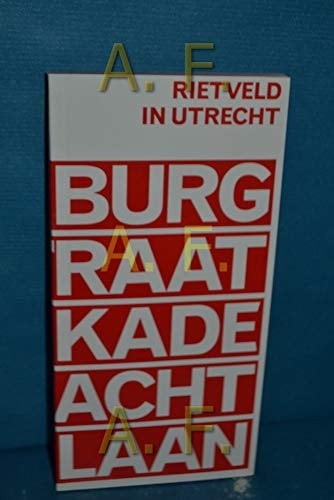 A. F.
RIETVELD
IN UTRECHT
BURG
RAAT
A. F.
KADE
ACHT
A. F.
LAAN